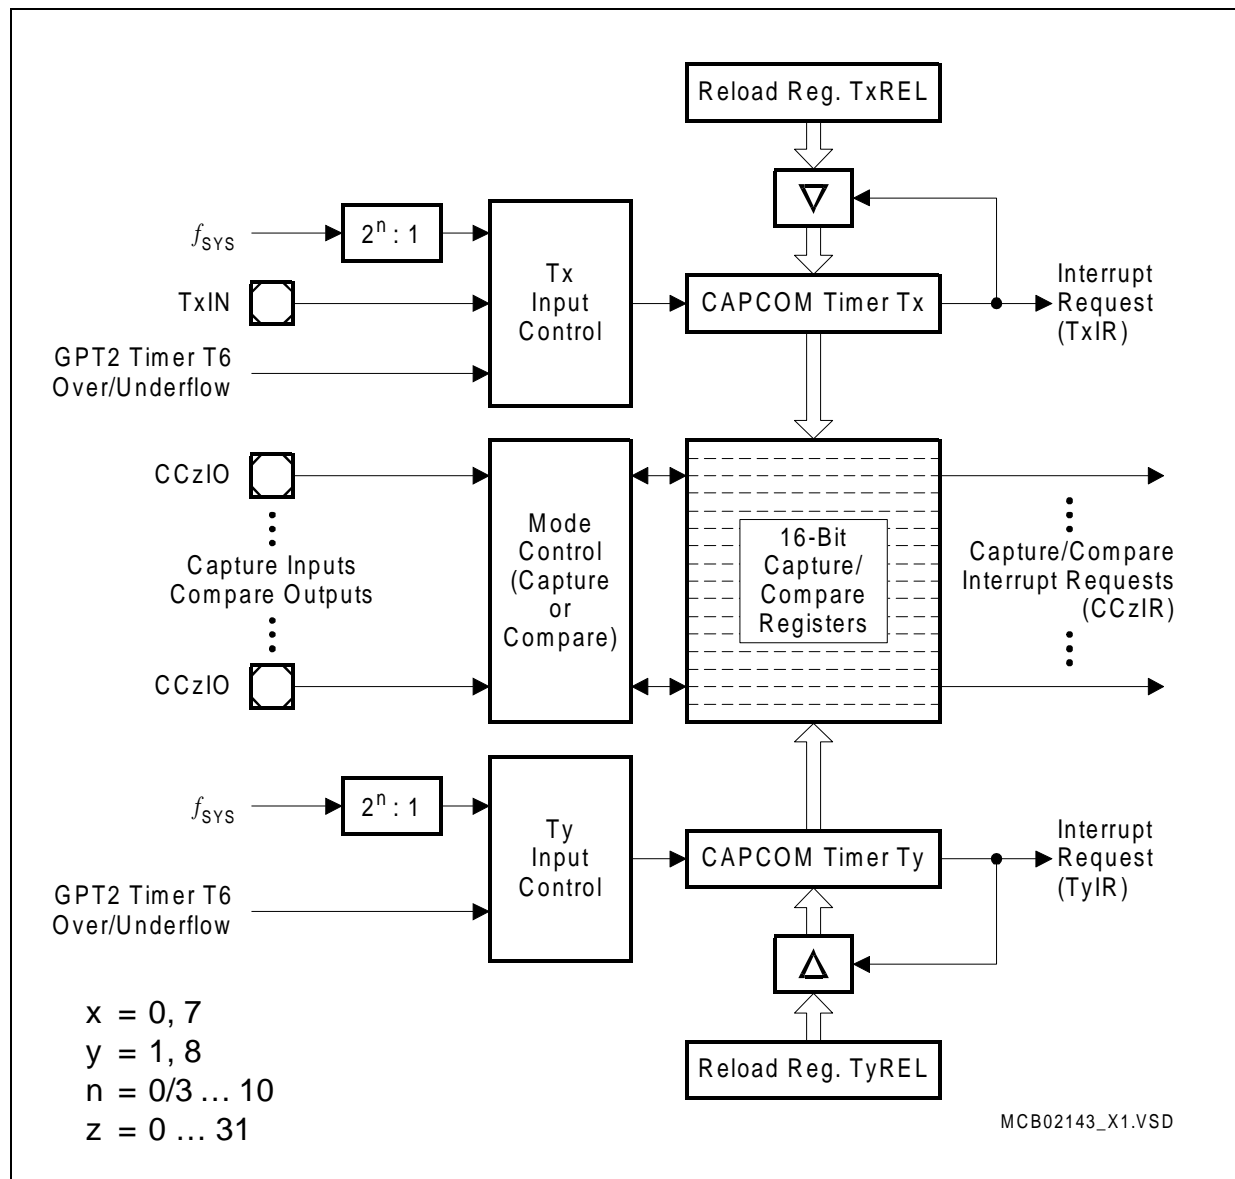 Reload Reg. TxREL
fSYS
2^n : 1
TxIN
GPT2 Timer T6
Over/Underflow
Tx
Input
Control
CAPCOM Timer Tx
Interrupt
Request
(TxIR)
CCzIO
Capture Inputs
Compare Outputs
CCzIO
Mode
Control
(Capture
or
Compare)
16-Bit
Capture/
Compare
Registers
Capture/Compare
Interrupt Requests
(CCzIR)
fSYS
2^n : 1
GPT2 Timer T6
Over/Underflow
Ty
Input
Control
CAPCOM Timer Ty
Interrupt
Request
(TyIR)
Reload Reg. TyREL
x = 0, 7
y = 1, 8
n = 0/3 … 10
z = 0 … 31
MCB02143_X1.VSD